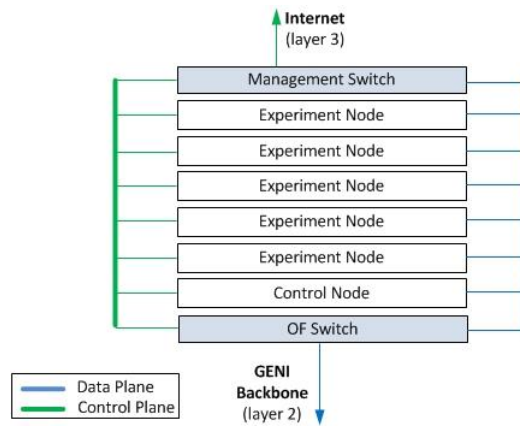 Internet
(layer 3)
Management Switch
Experiment Node
Experiment Node
Experiment Node
Experiment Node
Experiment Node
Control Node
OF Switch
GENI
Backbone
(layer 2)
Data Plane
Control Plane